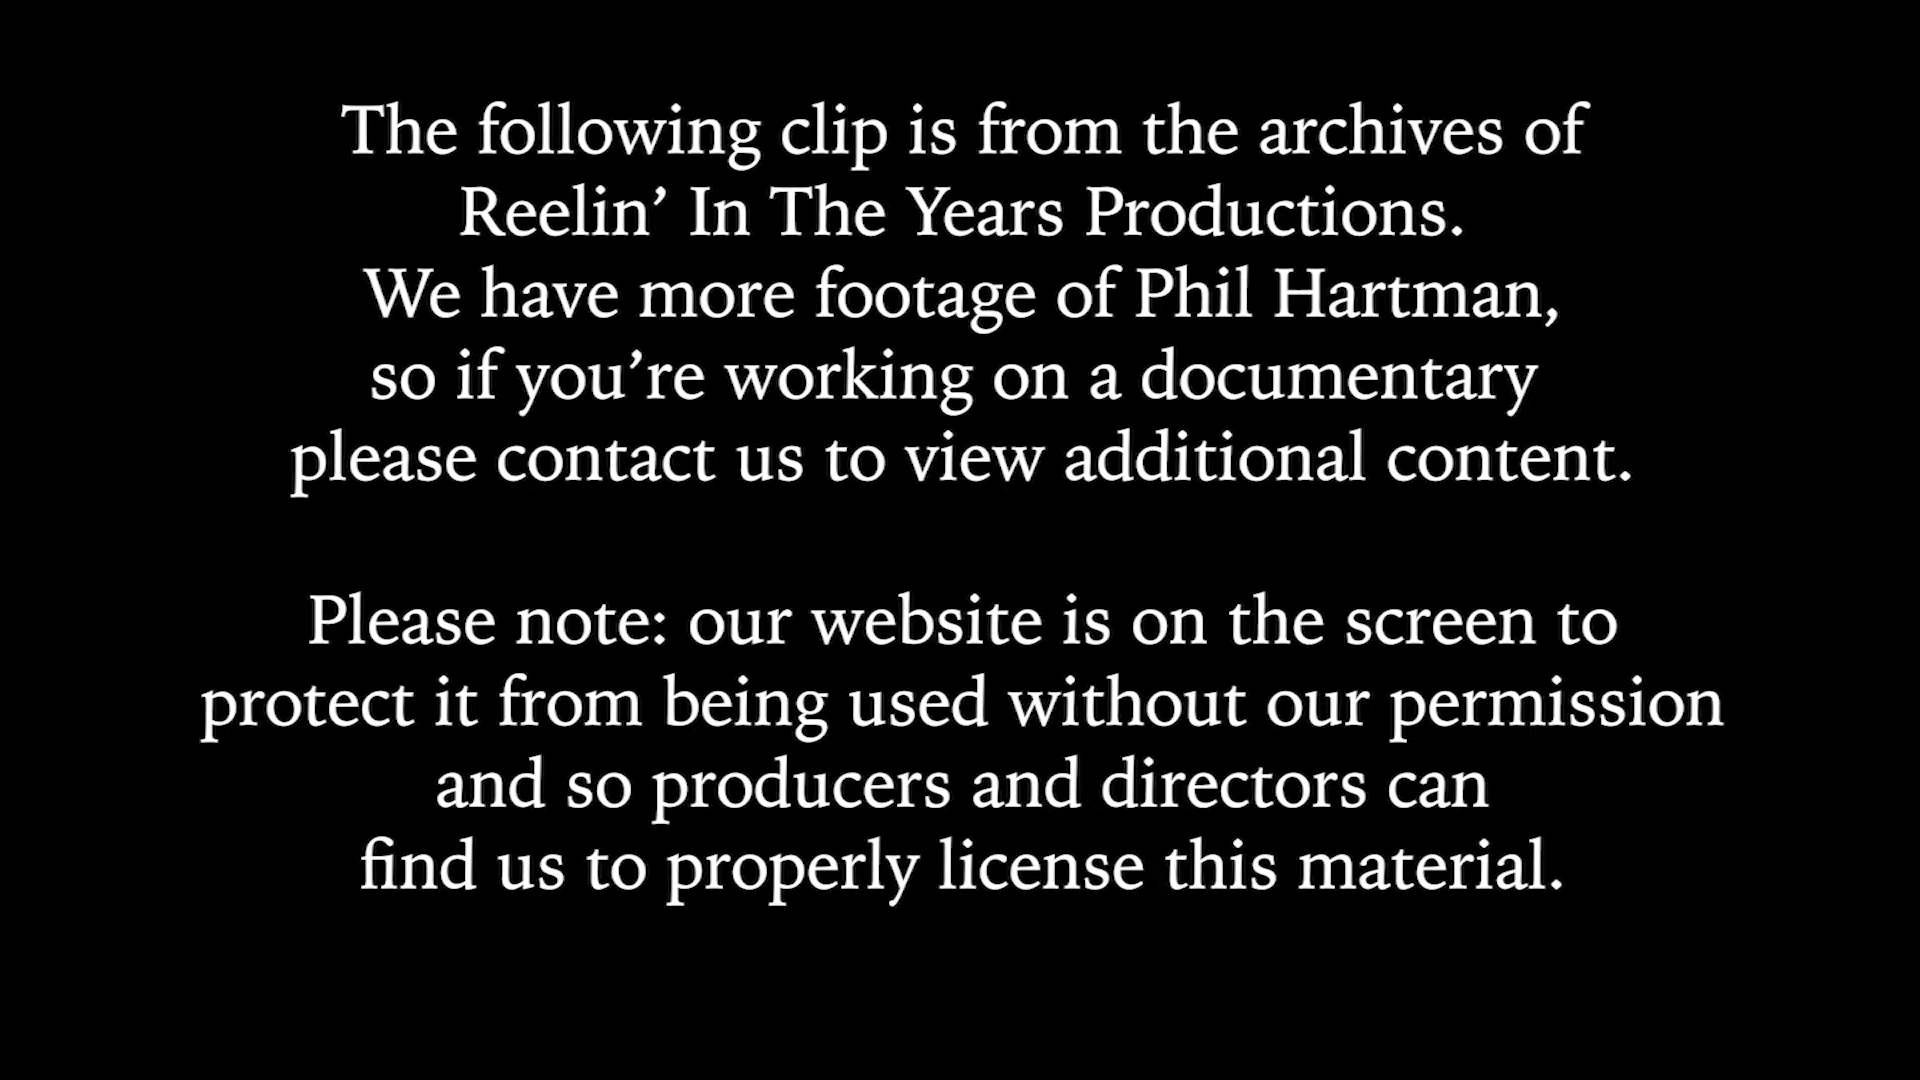 The following clip is from the archives of
Reelin’ In The Years Productions.
We have more footage of Phil Hartman,
so if you’re working on a documentary
please contact us to view additional content.
Please note: our website is on the screen to
protect it from being used without our permission
and so producers and directors can
find us to properly license this material.